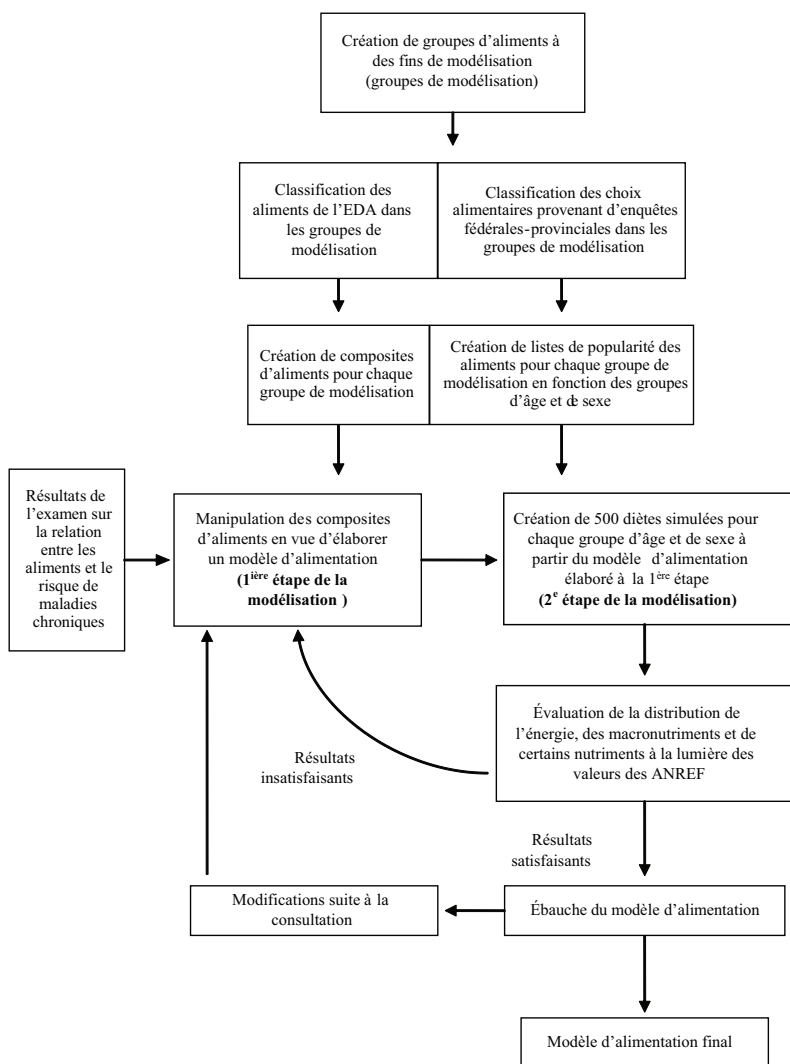 Création de groupes d'aliments à
des fins de modélisation
(groupes de modélisation)
Classification des
aliments de l'EDA dans
les groupes de
modélisation
Classification des choix
alimentaires provenant d'enquêtes
fédérales-provinciales dans les
groupes de modélisation
Création de composites
d'aliments pour chaque
groupe de modélisation
Création de listes de popularité des
aliments pour chaque groupe de
modélisation en fonction des groupes
d'âge et de sexe
Résultats de
l'examen sur
la relation
entre les
aliments et le
risque de
maladies
chroniques
Manipulation des composites
d'aliments en vue d'élaborer
un modèle d'alimentation
(1ière étape de la
modélisation )
Création de 500 diètes simulées pour
chaque groupe d'âge et de sexe à
partir du modèle d'alimentation
élaboré à la 1ère étape
(2e étape de la modélisation)
Évaluation de la distribution de
l'énergie, des macronutriments et de
certains nutriments à la lumière des
valeurs des ANREF
Résultats
insatisfaisants
Résultats
satisfaisants
Modifications suite à la
consultation
Ébauche du modèle d'alimentation
Modèle d'alimentation final